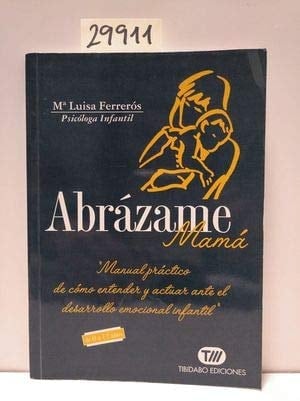 29911
Mª Luisa Ferrerós
Psicóloga Infantil
Abrázame
Mamá
"Manual práctico
de cómo entender y actuar ante el
desarrollo emocional infantil"
TM
TIBIDABO EDICIONES